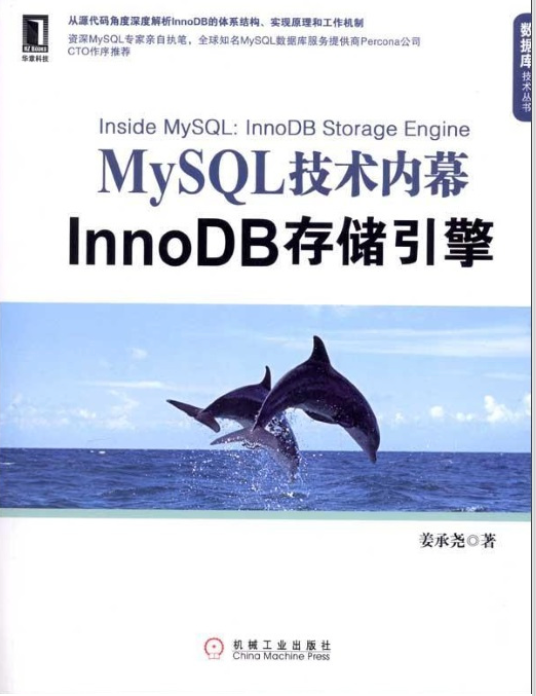 从源代码角度深度解析InnoDB的体系结构、实现原理和工作机制
资深MySQL专家亲自执笔，全球知名MySQL数据库服务提供商Percona公司
CTO作序推荐
华章科技
数据库
技术丛书
Inside MySQL: InnoDB Storage Engine
MySQL技术内幕
InnoDB存储引擎
姜承尧◎著
机械工业出版社
China Machine Press